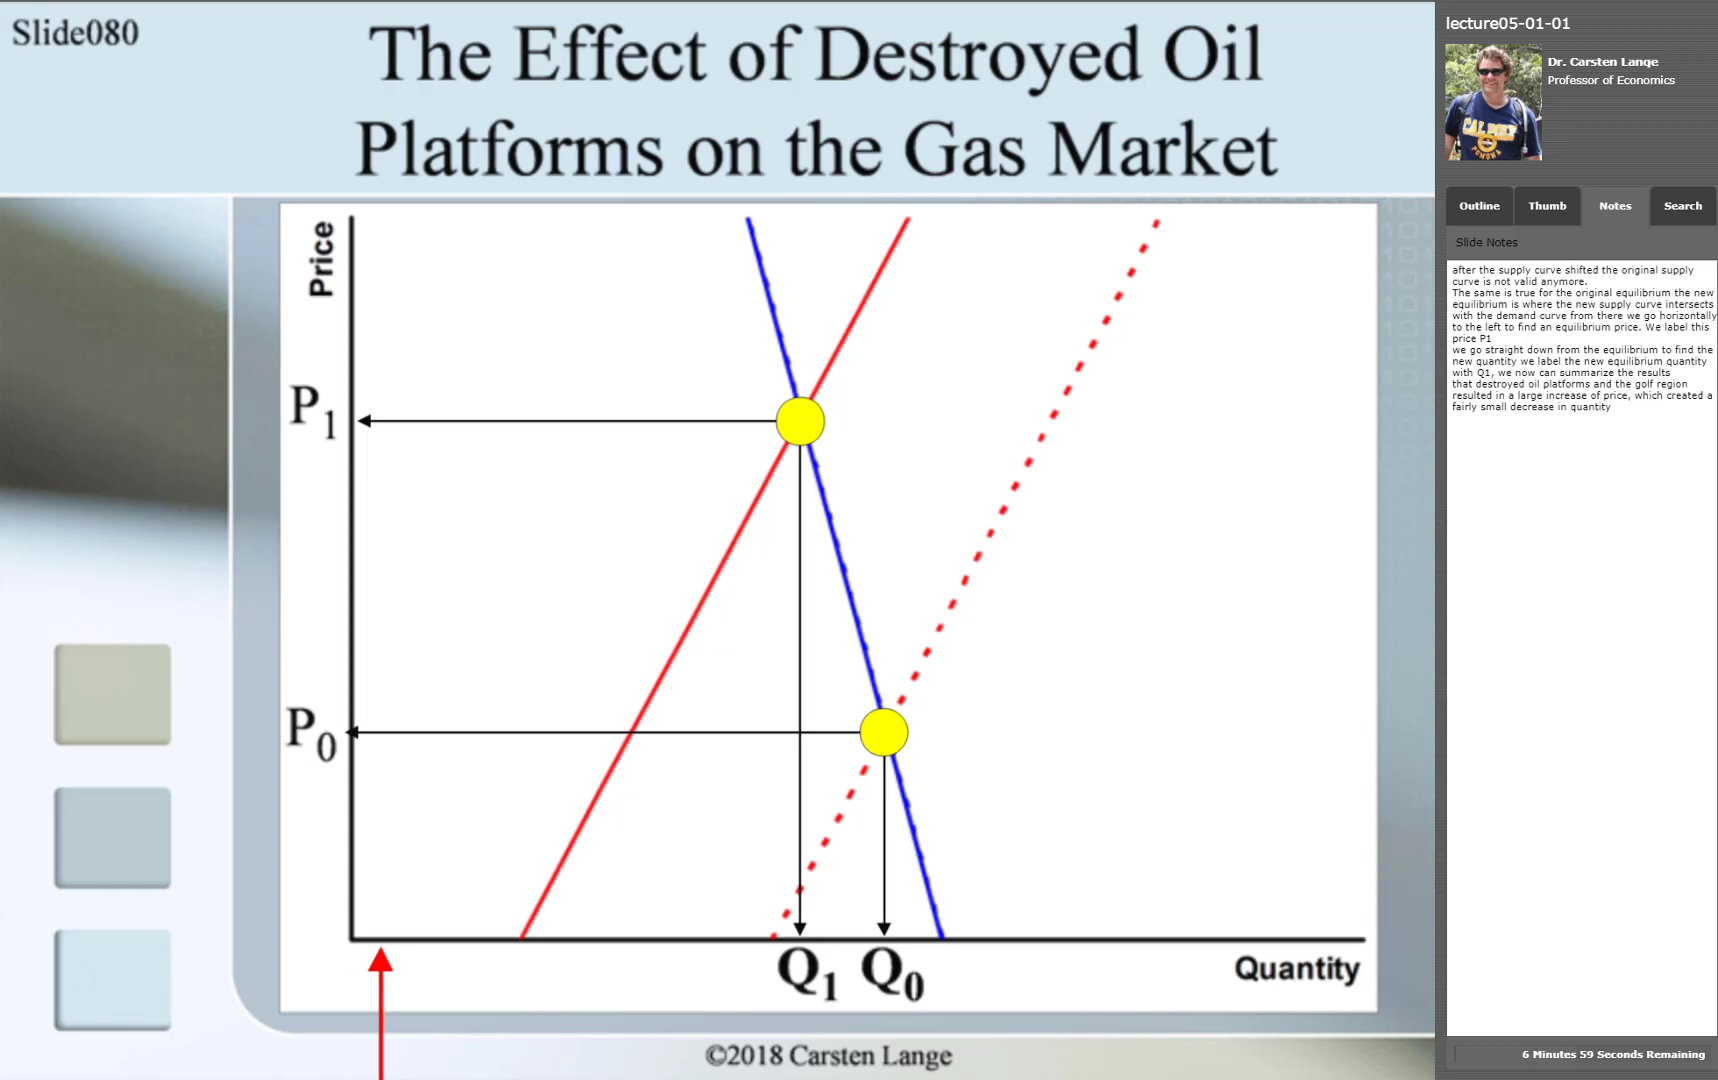 Slide080
The Effect of Destroyed Oil
Platforms on the Gas Market
Price
P1
P0
Q1 Q0
Quantity
©2018 Carsten Lange
lecture05-01-01
Dr. Carsten Lange
Professor of Economics
CAL POLY
POMONA
Outline Thumb Notes Search
Slide Notes
after the supply curve shifted the original supply
curve is not valid anymore.
The same is true for the original equilibrium the new
equilibrium is where the new supply curve intersects
with the demand curve from there we go horizontally
to the left to find an equilibrium price. We label this
price P1
we go straight down from the equilibrium to find the
new quantity we label the new equilibrium quantity
with Q1, we now can summarize the results
that destroyed oil platforms and the golf region
resulted in a large increase of price, which created a
fairly small decrease in quantity
6 Minutes 59 Seconds Remaining